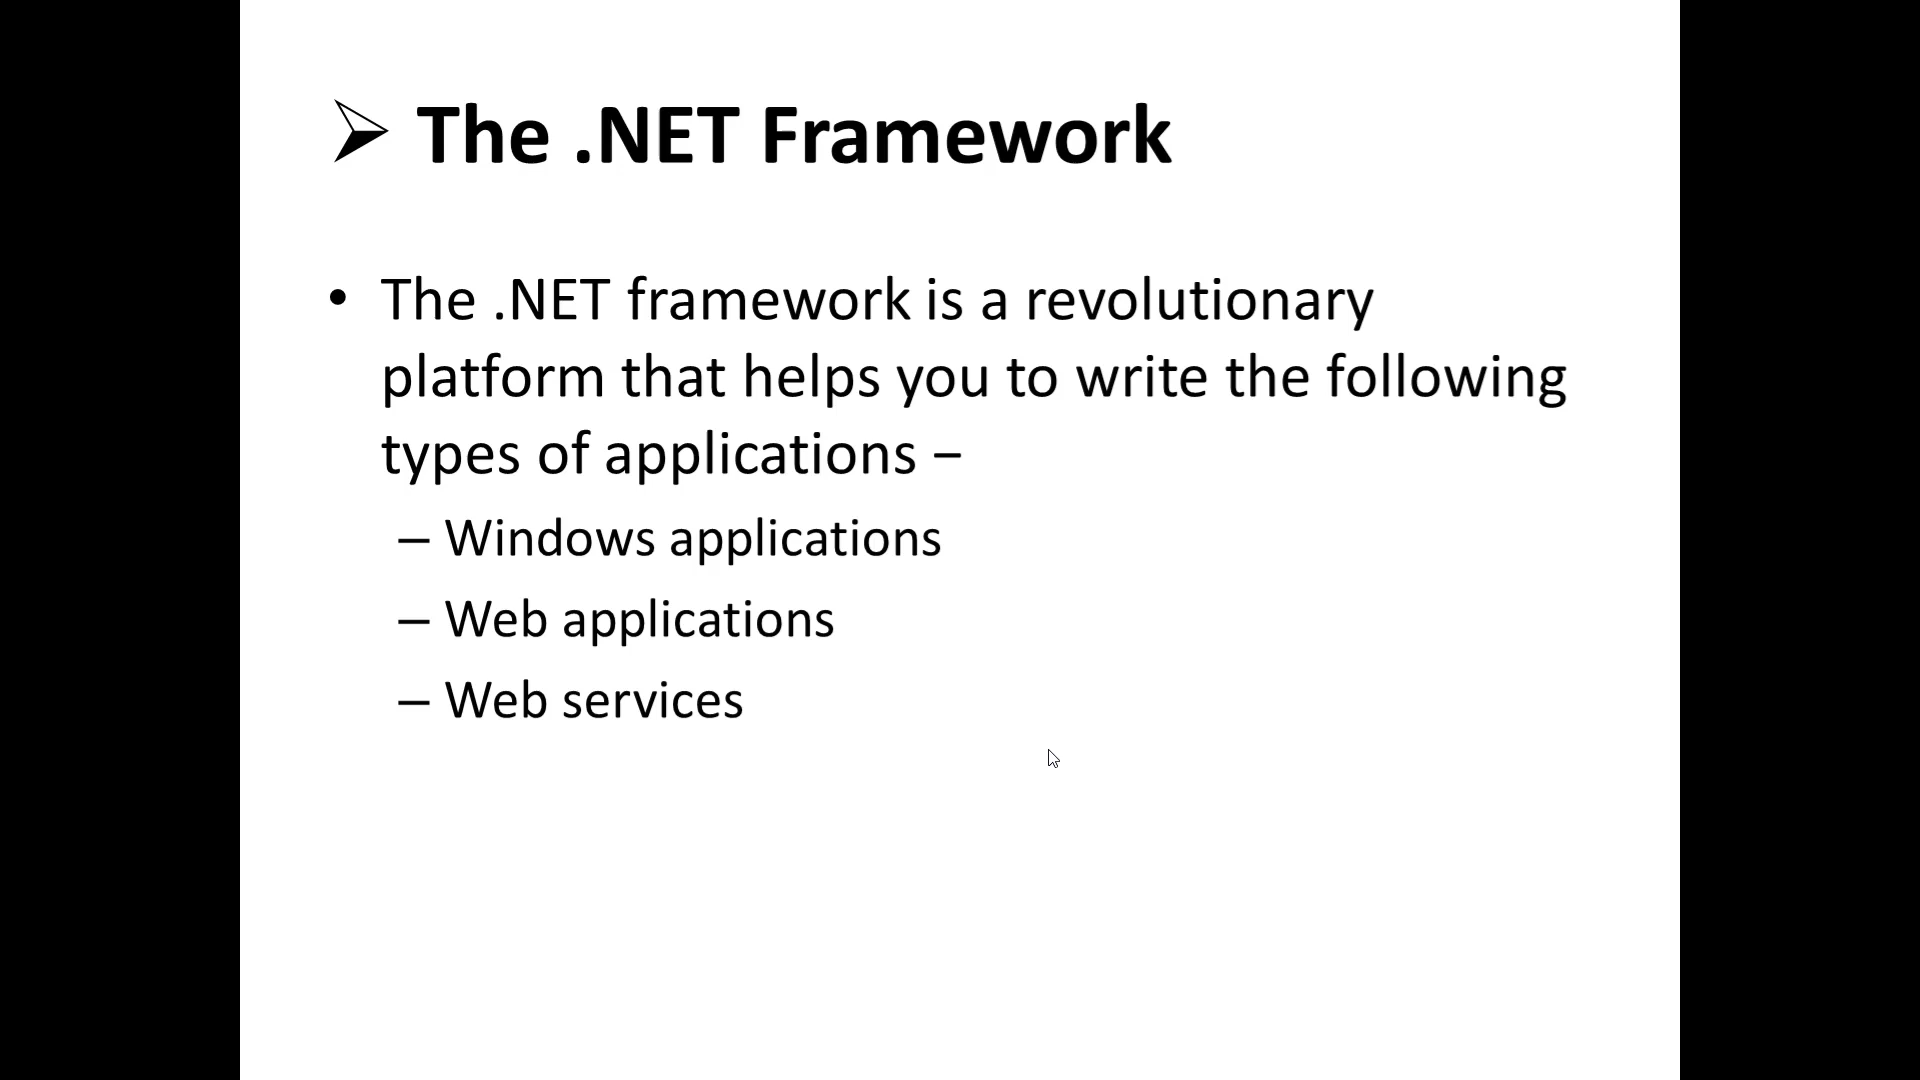 ➢ The .NET Framework
• The .NET framework is a revolutionary
platform that helps you to write the following
types of applications −
– Windows applications
– Web applications
– Web services